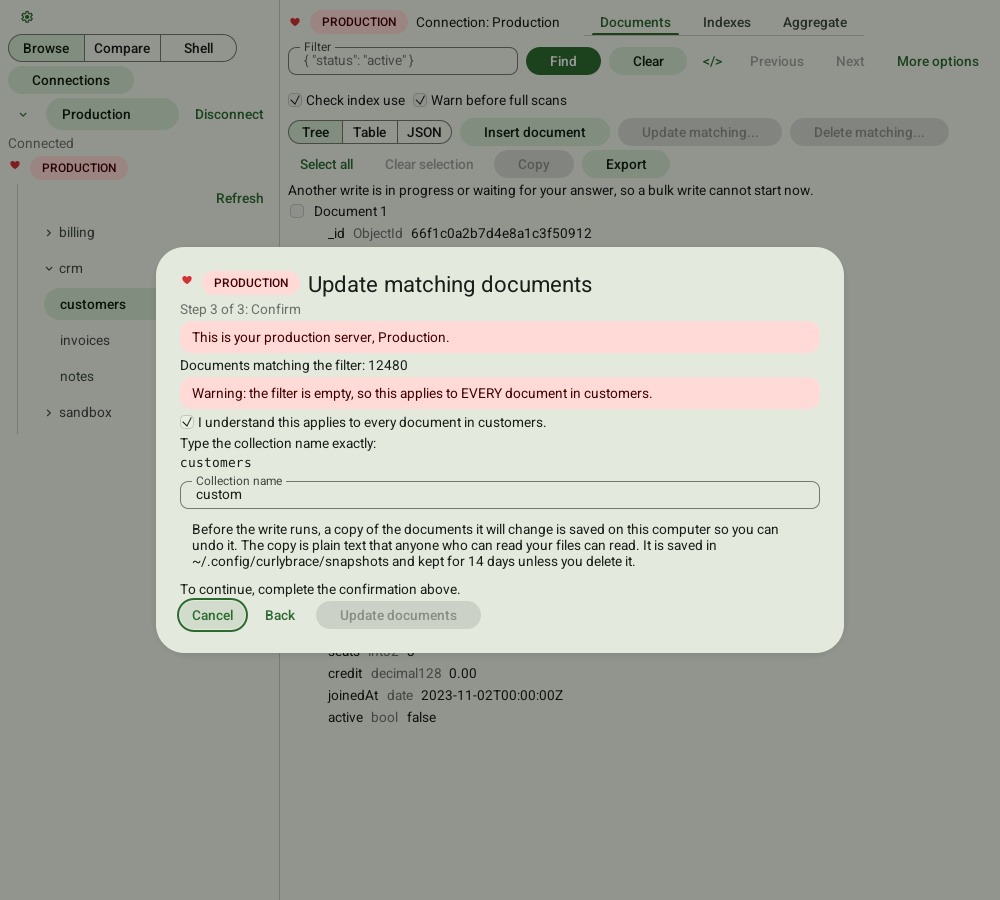 Browse Compare Shell
Connections
Production Disconnect
Connected
PRODUCTION
Refresh
billing
crm
customers
invoices
notes
sandbox
PRODUCTION Connection: Production Documents Indexes Aggregate
Filter
{ "status": "active" } Find Clear </> Previous Next More options
Check index use Warn before full scans
Tree Table JSON Insert document Update matching... Delete matching...
Select all Clear selection Copy Export
Another write is in progress or waiting for your answer, so a bulk write cannot start now.
Document 1
_id ObjectId 66f1c0a2b7d4e8a1c3f50912
PRODUCTION Update matching documents
Step 3 of 3: Confirm
This is your production server, Production.
Documents matching the filter: 12480
Warning: the filter is empty, so this applies to EVERY document in customers.
I understand this applies to every document in customers.
Type the collection name exactly:
customers
Collection name
custom
Before the write runs, a copy of the documents it will change is saved on this computer so you can
undo it. The copy is plain text that anyone who can read your files can read. It is saved in
~/.config/curlybrace/snapshots and kept for 14 days unless you delete it.
To continue, complete the confirmation above.
Cancel Back Update documents
credit decimal128 0.00
joinedAt date 2023-11-02T00:00:00Z
active bool false